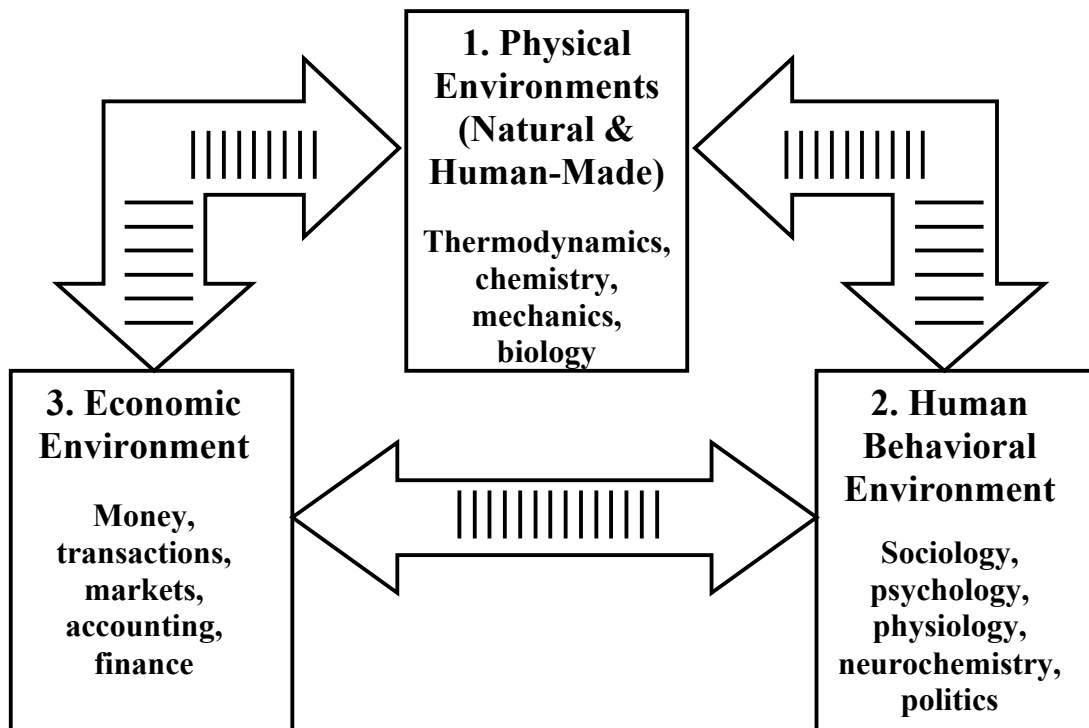 1. Physical
Environments
(Natural &
Human-Made)
Thermodynamics,
chemistry,
mechanics,
biology
3. Economic
Environment
Money,
transactions,
markets,
accounting,
finance
2. Human
Behavioral
Environment
Sociology,
psychology,
physiology,
neurochemistry,
politics